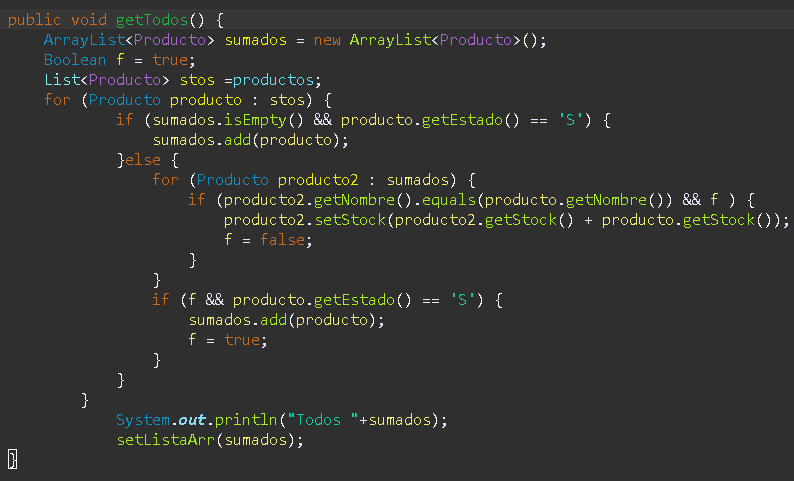 public void getTodos() {
    ArrayList<Producto> sumados = new ArrayList<Producto>();
    Boolean f = true;
    List<Producto> stos =productos;
    for (Producto producto : stos) {
            if (sumados.isEmpty() && producto.getEstado() == 'S') {
                sumados.add(producto);
            }else {
                for (Producto producto2 : sumados) {
                    if (producto2.getNombre().equals(producto.getNombre()) && f ) {
                        producto2.setStock(producto2.getStock() + producto.getStock());
                        f = false;
                    }
                }
                if (f && producto.getEstado() == 'S') {
                    sumados.add(producto);
                    f = true;
                }
            }
        }
            System.out.println("Todos "+sumados);
            setListaArr(sumados);
}